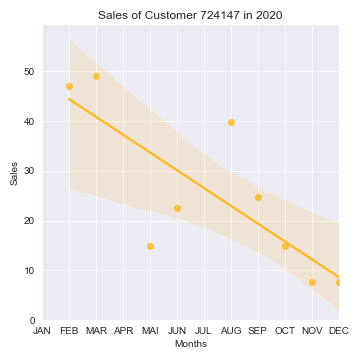 Sales of Customer 724147 in 2020
Sales
50
40
30
20
10
0
JAN FEB MAR APR MAI JUN JUL AUG SEP OCT NOV DEC
Months